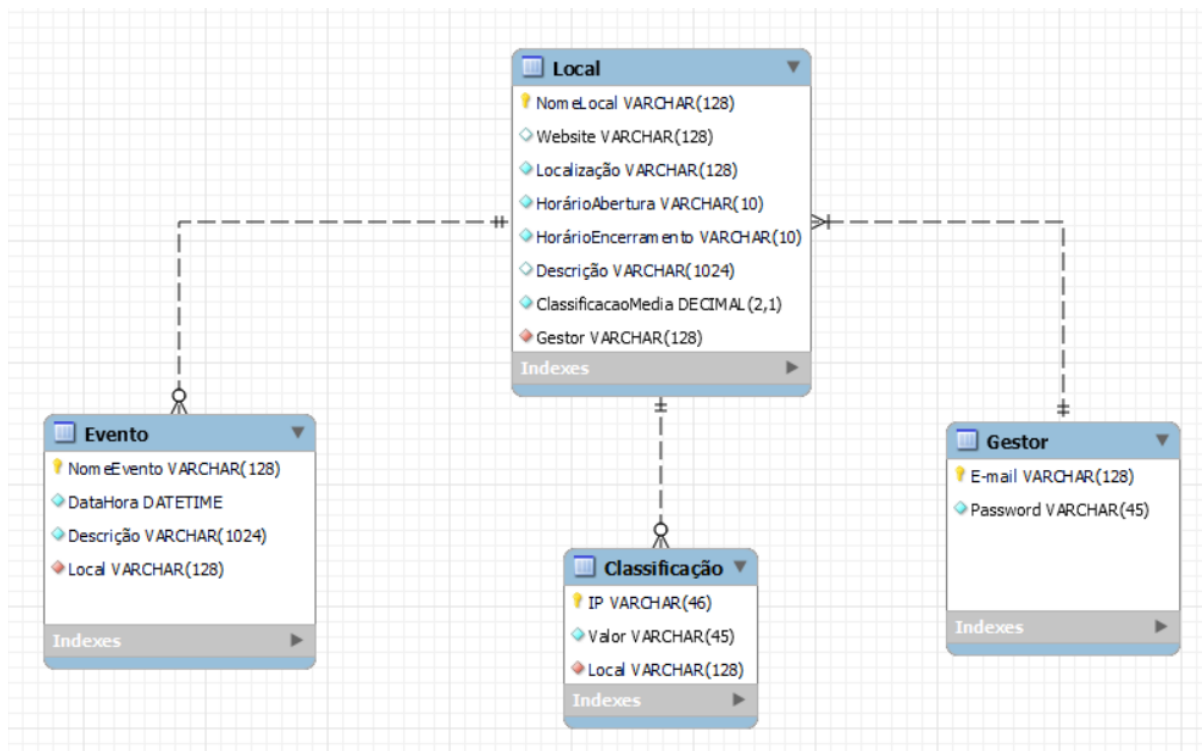 Local
NomeLocal VARCHAR(128)
Website VARCHAR(128)
Localização VARCHAR(128)
HorárioAbertura VARCHAR(10)
HorárioEncerramento VARCHAR(10)
Descrição VARCHAR(1024)
ClassificacaoMedia DECIMAL(2,1)
Gestor VARCHAR(128)
Indexes
Evento
NomeEvento VARCHAR(128)
DataHora DATETIME
Descrição VARCHAR(1024)
Local VARCHAR(128)
Indexes
Classificação
IP VARCHAR(46)
Valor VARCHAR(45)
Local VARCHAR(128)
Indexes
Gestor
E-mail VARCHAR(128)
Password VARCHAR(45)
Indexes